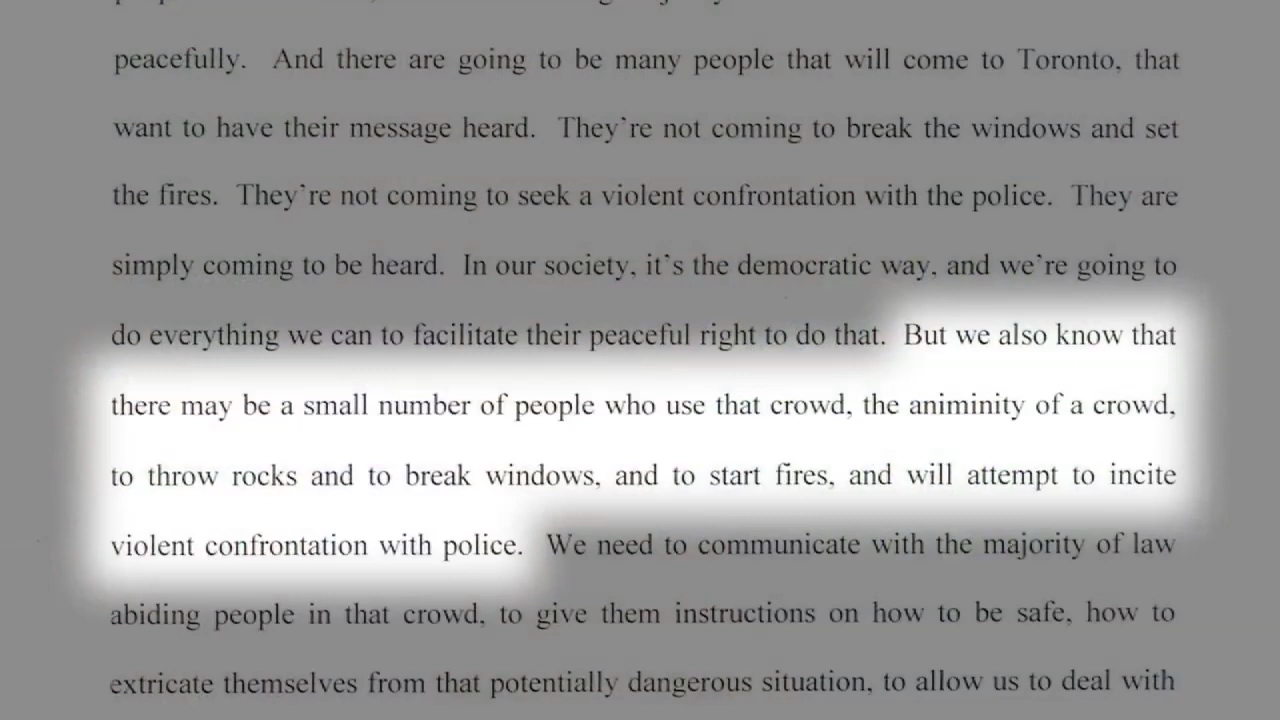 peacefully. And there are going to be many people that will come to Toronto, that
want to have their message heard. They're not coming to break the windows and set
the fires. They're not coming to seek a violent confrontation with the police. They are
simply coming to be heard. In our society, it's the democratic way, and we're going to
do everything we can to facilitate their peaceful right to do that. But we also know that
there may be a small number of people who use that crowd, the animinity of a crowd,
to throw rocks and to break windows, and to start fires, and will attempt to incite
violent confrontation with police. We need to communicate with the majority of law
abiding people in that crowd, to give them instructions on how to be safe, how to
extricate themselves from that potentially dangerous situation, to allow us to deal with